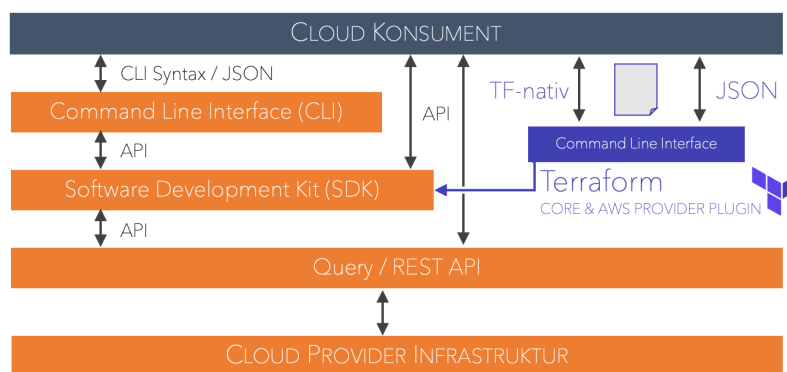 CLOUD KONSUMENT
CLI Syntax / JSON
TF-nativ
JSON
Command Line Interface (CLI)
API
Command Line Interface
API
Terraform
Software Development Kit (SDK)
CORE & AWS PROVIDER PLUGIN
API
Query / REST API
CLOUD PROVIDER INFRASTRUKTUR